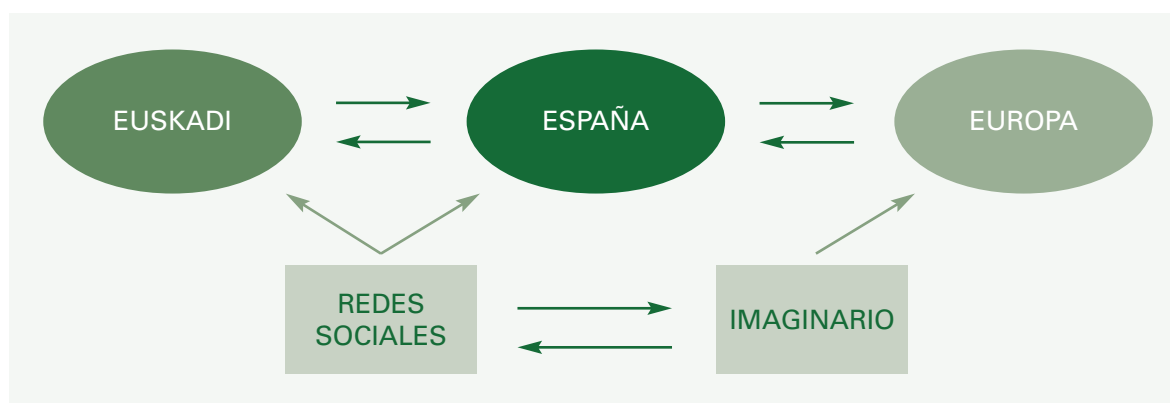 EUSKADI
ESPAÑA
EUROPA
REDES
SOCIALES
IMAGINARIO